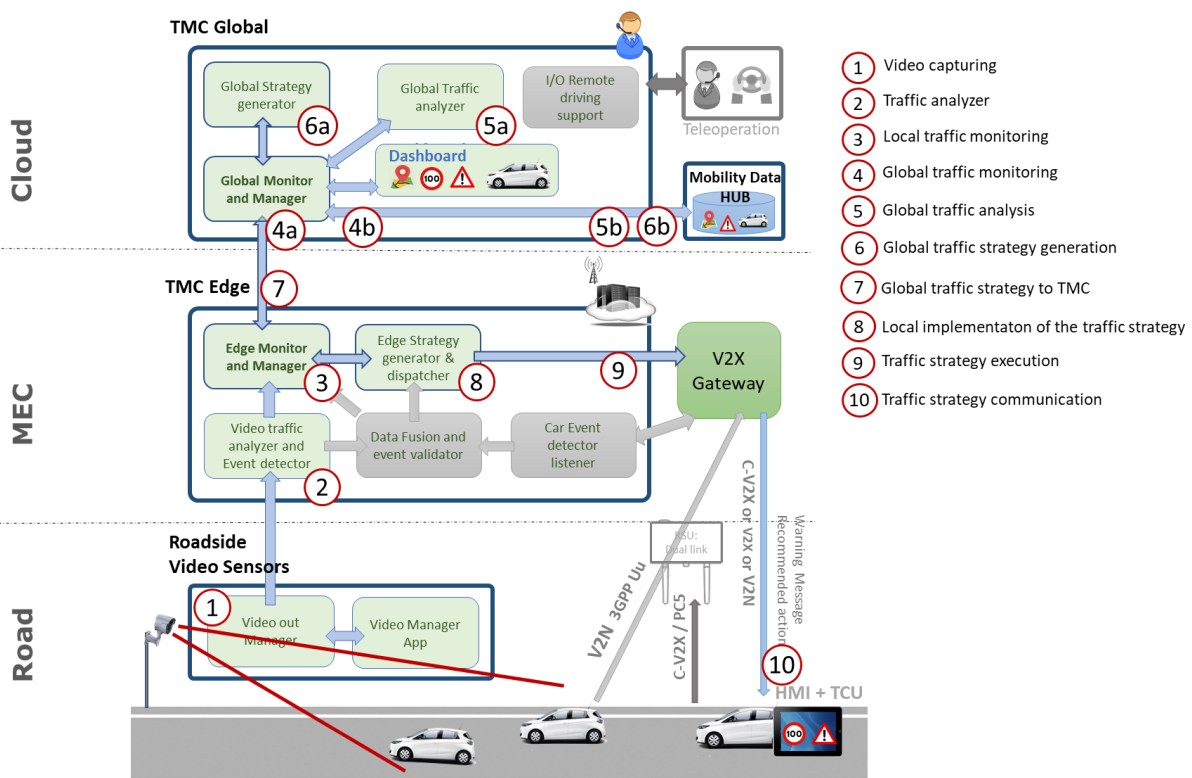 TMC Global
Cloud
Global Strategy
generator
6a
Global Traffic
analyzer
5a
I/O Remote
driving
support
Teleoperation
Dashboard
100
Global Monitor
and Manager
Mobility Data
HUB
4a
4b
5b
6b
7
TMC Edge
MEC
Edge Monitor
and Manager
3
Edge Strategy
generator &
dispatcher
8
9
V2X
Gateway
Video traffic
analyzer and
Event detector
2
Data Fusion and
event validator
Car Event
detector
listener
Road
Roadside
Video Sensors
1
Video out
Manager
Video Manager
App
V2N 3GPP Uu
RSU:
Dual link
C-V2X / PC5
C-V2X or V2X or V2N
Warning Message
Recommended action
10
HMI + TCU
100
1 Video capturing
2 Traffic analyzer
3 Local traffic monitoring
4 Global traffic monitoring
5 Global traffic analysis
6 Global traffic strategy generation
7 Global traffic strategy to TMC
8 Local implementaton of the traffic strategy
9 Traffic strategy execution
10 Traffic strategy communication